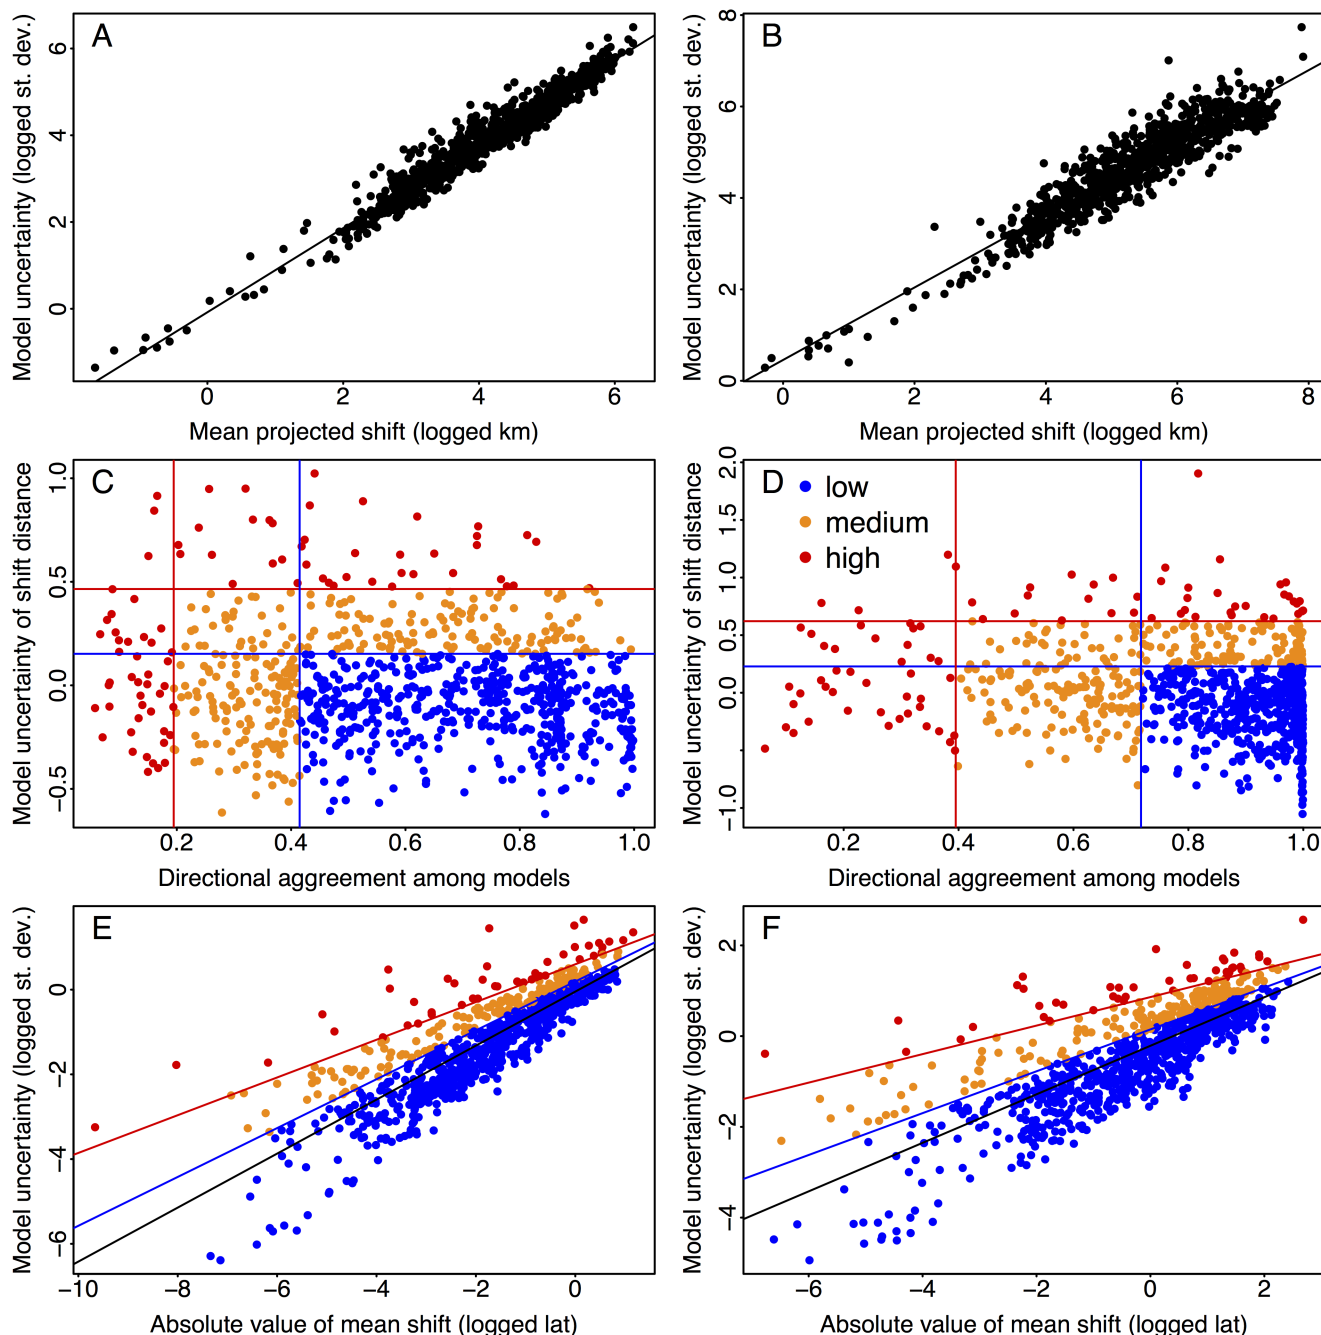 A
Model uncertainty (logged st. dev.)
6
4
2
0
0 2 4 6
Mean projected shift (logged km)
B
Model uncertainty (logged st. dev.)
8
6
4
2
0
0 2 4 6 8
Mean projected shift (logged km)
C
Model uncertainty of shift distance
1.0
0.5
0.0
−0.5
0.2 0.4 0.6 0.8 1.0
Directional aggreement among models
D
low
medium
high
Model uncertainty of shift distance
2.0
1.5
1.0
0.5
0.0
−1.0
0.2 0.4 0.6 0.8 1.0
Directional aggreement among models
E
Model uncertainty (logged st. dev.)
0
−2
−4
−6
−10 −8 −6 −4 −2 0
Absolute value of mean shift (logged lat)
F
Model uncertainty (logged st. dev.)
2
0
−2
−4
−6 −4 −2 0 2
Absolute value of mean shift (logged lat)